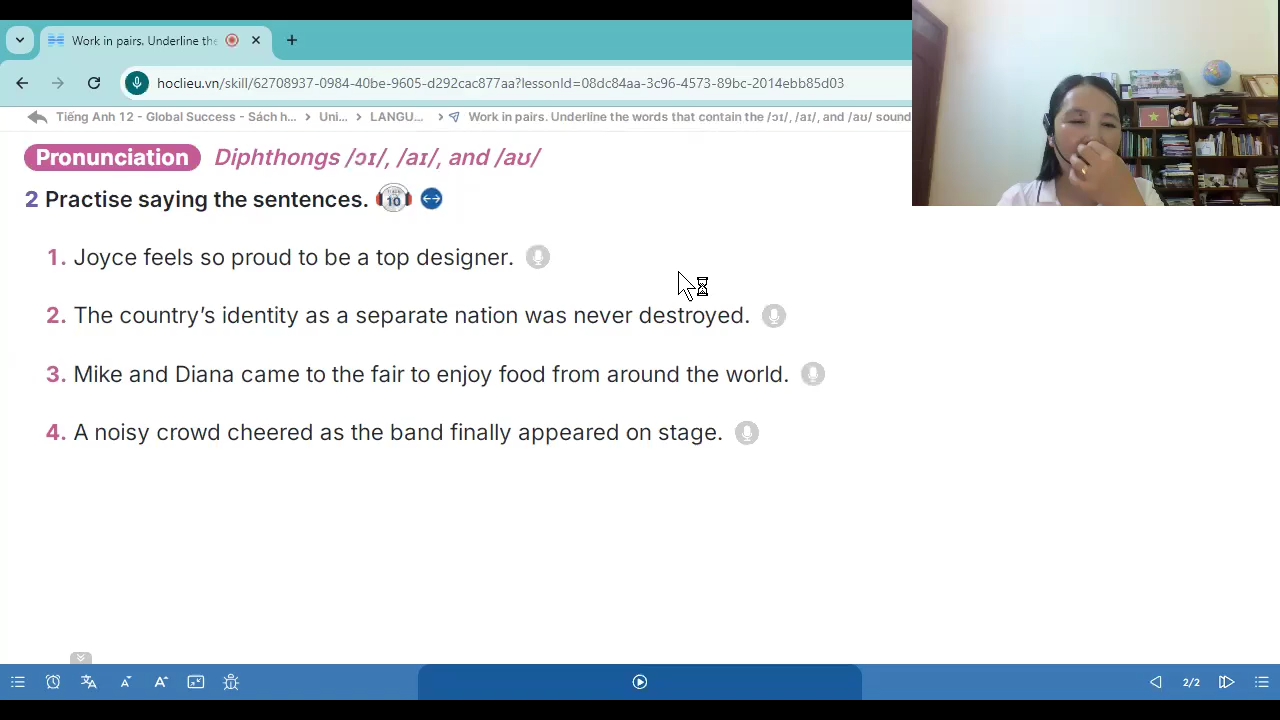 Work in pairs. Underline the
hoclieu.vn/skill/62708937-0984-40be-9605-d292cac877aa?lessonId=08dc84aa-3c96-4573-89bc-2014ebb85d03
Tiếng Anh 12 - Global Success - Sách h... > Uni... > LANGU... > Work in pairs. Underline the words that contain the /ɔɪ/, /aɪ/, and /aʊ/ sound
Pronunciation Diphthongs /ɔɪ/, /aɪ/, and /aʊ/
2 Practise saying the sentences. 10
1. Joyce feels so proud to be a top designer.
2. The country’s identity as a separate nation was never destroyed.
3. Mike and Diana came to the fair to enjoy food from around the world.
4. A noisy crowd cheered as the band finally appeared on stage.
2/2